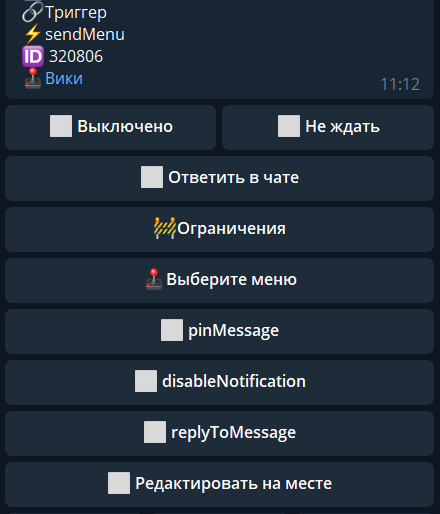 🔗Триггер
⚡sendMenu
🆔 320806
🕹️Вики
11:12
⬜ Выключено
⬜ Не ждать
⬜ Ответить в чате
🚧Ограничения
🕹️Выберите меню
⬜ pinMessage
⬜ disableNotification
⬜ replyToMessage
⬜ Редактировать на месте